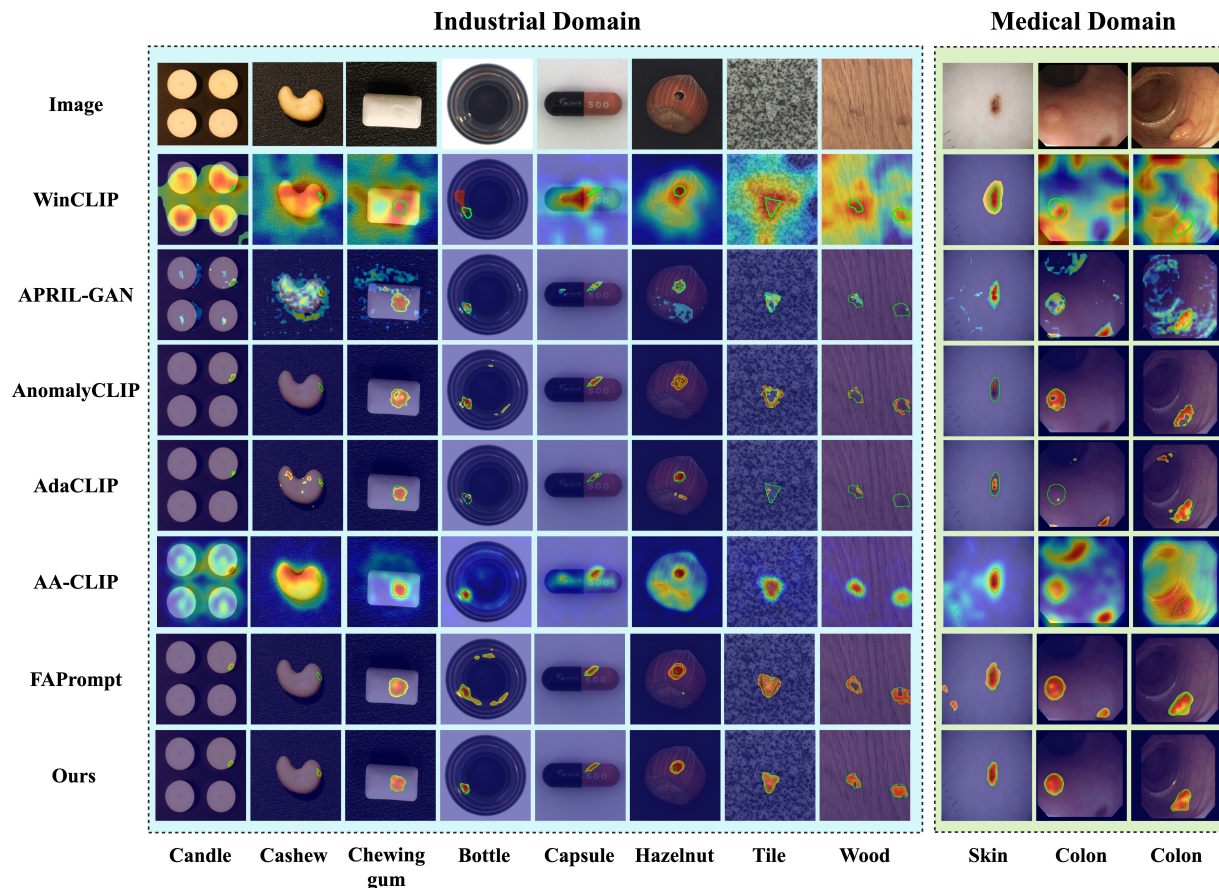 Industrial Domain
Medical Domain
Image
500
WinCLIP
APRIL-GAN
AnomalyCLIP
AdaCLIP
AA-CLIP
FAPrompt
Ours
Candle
Cashew
Chewing
gum
Bottle
Capsule
Hazelnut
Tile
Wood
Skin
Colon
Colon